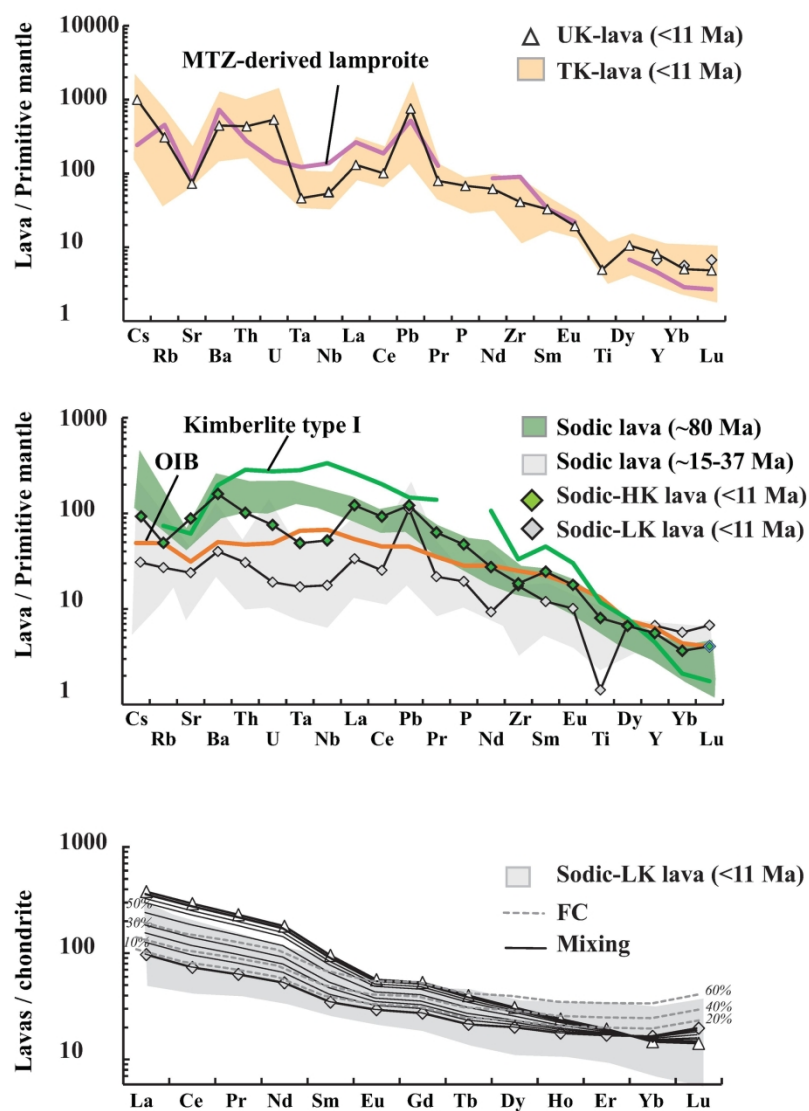 10000
1000
100
10
1
Lava / Primitive mantle
MTZ-derived lamproite
UK-lava (<11 Ma)
TK-lava (<11 Ma)
Cs Sr Th Ta La Pb P Zr Eu Dy Yb
Rb Ba U Nb Ce Pr Nd Sm Ti Y Lu
1000
100
10
1
Lava / Primitive mantle
Kimberlite type I
OIB
Sodic lava (~80 Ma)
Sodic lava (~15-37 Ma)
Sodic-HK lava (<11 Ma)
Sodic-LK lava (<11 Ma)
Cs Sr Th Ta La Pb P Zr Eu Dy Yb
Rb Ba U Nb Ce Pr Nd Sm Ti Y Lu
1000
100
10
Lavas / chondrite
Sodic-LK lava (<11 Ma)
FC
Mixing
50%
30%
10%
60%
40%
20%
La Ce Pr Nd Sm Eu Gd Tb Dy Ho Er Yb Lu